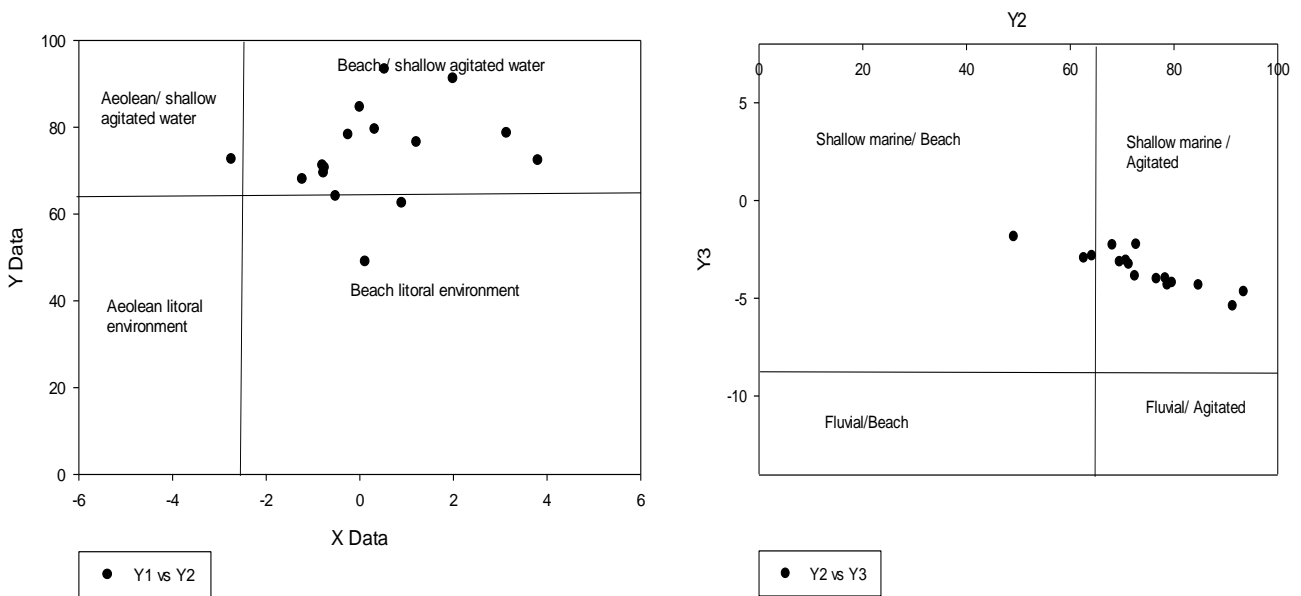 100
80
60
40
20
0
-6
-4
-2
0
2
4
6
Y Data
X Data
Beach / shallow agitated water
Aeolean/ shallow
agitated water
Aeolean litoral
environment
Beach litoral environment
Y1 vs Y2
Y2
0
20
40
60
80
100
5
0
-5
-10
Y3
Shallow marine/ Beach
Shallow marine /
Agitated
Fluvial/Beach
Fluvial/ Agitated
Y2 vs Y3